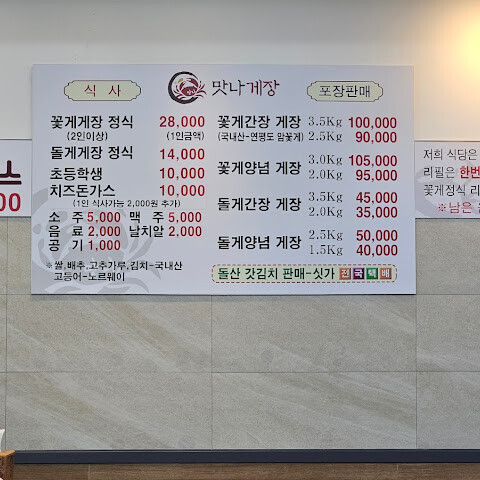 식 사
맛나게장
포장판매
꽃게게장 정식 28,000
(2인이상) (1인금액)
돌게게장 정식 14,000
초등학생 10,000
치즈돈가스 10,000
(1인 식사가능 2,000원 추가)
소 주 5,000 맥 주 5,000
음 료 2,000 날치알 2,000
공 기 1,000
※쌀,배추,고추가루,김치-국내산
고등어-노르웨이
꽃게간장 게장 3.5Kg 100,000
(국내산-연평도 암꽃게) 2.5Kg 90,000
꽃게양념 게장 3.0Kg 105,000
2.0Kg 95,000
돌게간장 게장 3.5Kg 45,000
2.0Kg 35,000
돌게양념 게장 2.5Kg 50,000
1.5Kg 40,000
돌산 갓김치 판매-싯가 전국택배
스
00
저희 식당은
리필은 한번
꽃게정식 리
※남은